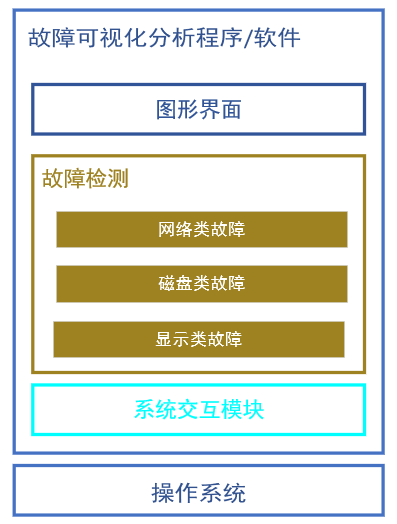 故障可视化分析程序/软件
图形界面
故障检测
网络类故障
磁盘类故障
显示类故障
系统交互模块
操作系统